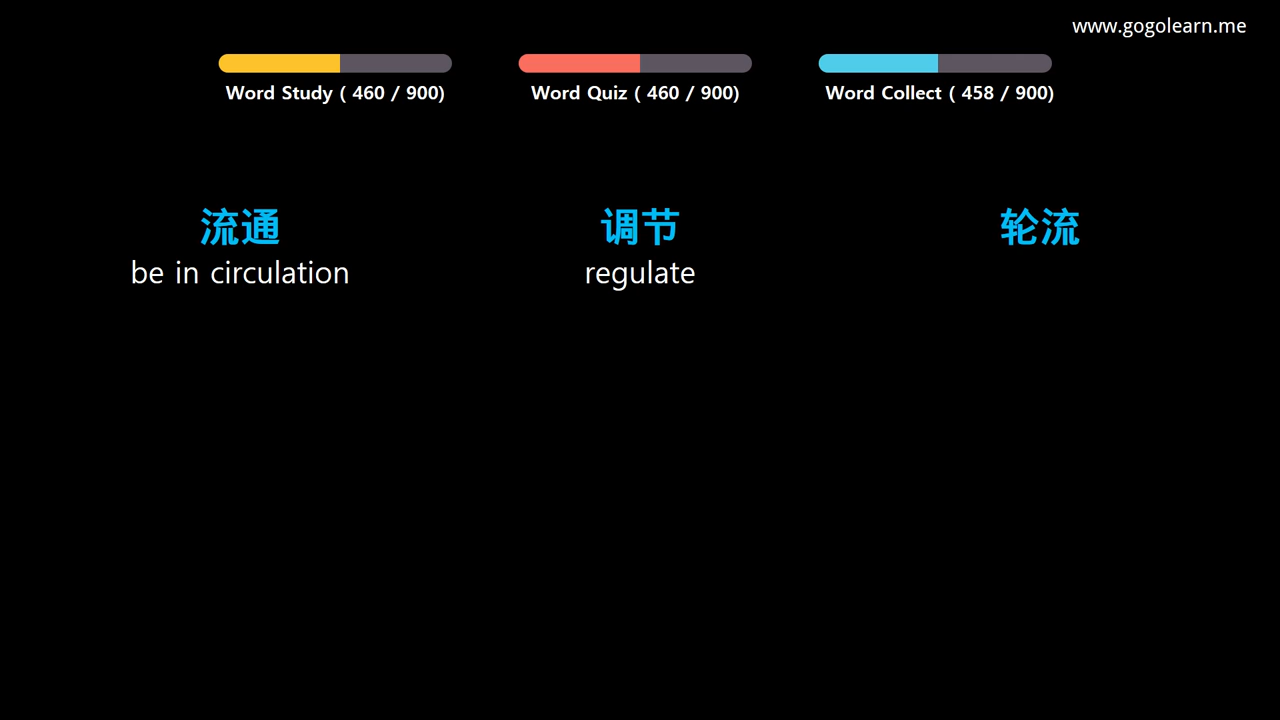 www.gogolearn.me
Word Study ( 460 / 900)
Word Quiz ( 460 / 900)
Word Collect ( 458 / 900)
流通
be in circulation
调节
regulate
轮流